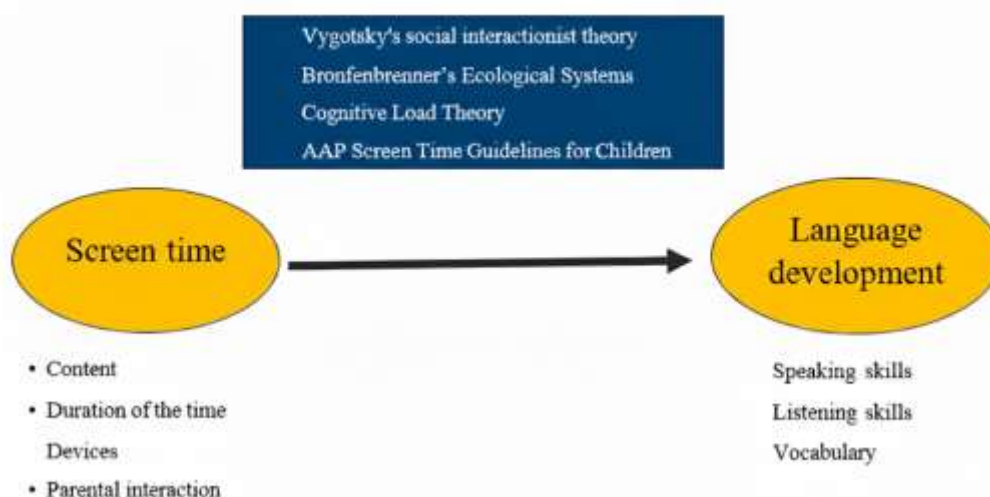 Vygotsky's social interactionist theory
Bronfenbrenner's Ecological Systems
Cognitive Load Theory
AAP Screen Time Guidelines for Children
Screen time
Language
development
• Content
• Duration of the time
Devices
• Parental interaction
Speaking skills
Listening skills
Vocabulary